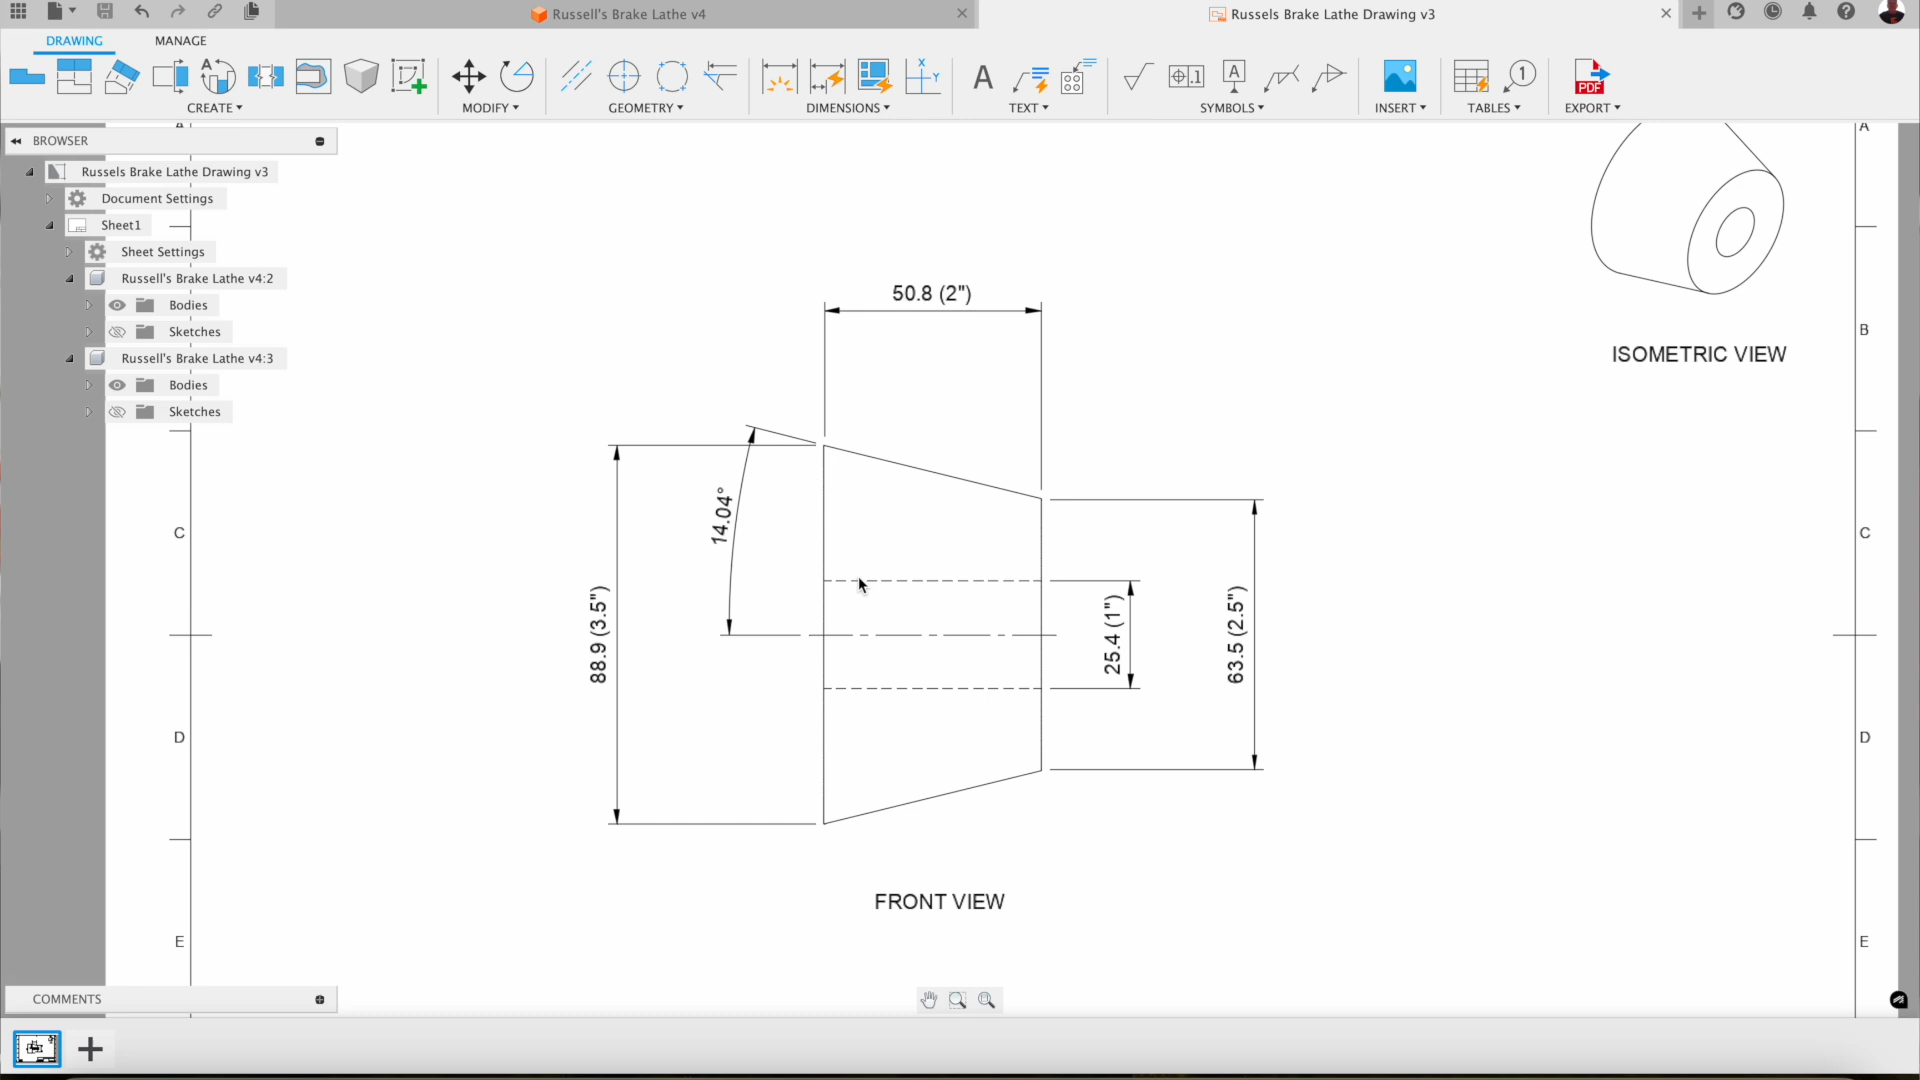 Russell's Brake Lathe v4
Russels Brake Lathe Drawing v3
DRAWING
MANAGE
CREATE
MODIFY
GEOMETRY
DIMENSIONS
TEXT
SYMBOLS
INSERT
TABLES
EXPORT
BROWSER
Russels Brake Lathe Drawing v3
Document Settings
Sheet1
Sheet Settings
Russell's Brake Lathe v4:2
Bodies
Sketches
Russell's Brake Lathe v4:3
Bodies
Sketches
A
B
C
D
E
C
D
E
50.8 (2")
14.04°
88.9 (3.5")
25.4 (1")
63.5 (2.5")
FRONT VIEW
ISOMETRIC VIEW
COMMENTS
PDF
A
A
A
X
Y
.1
1